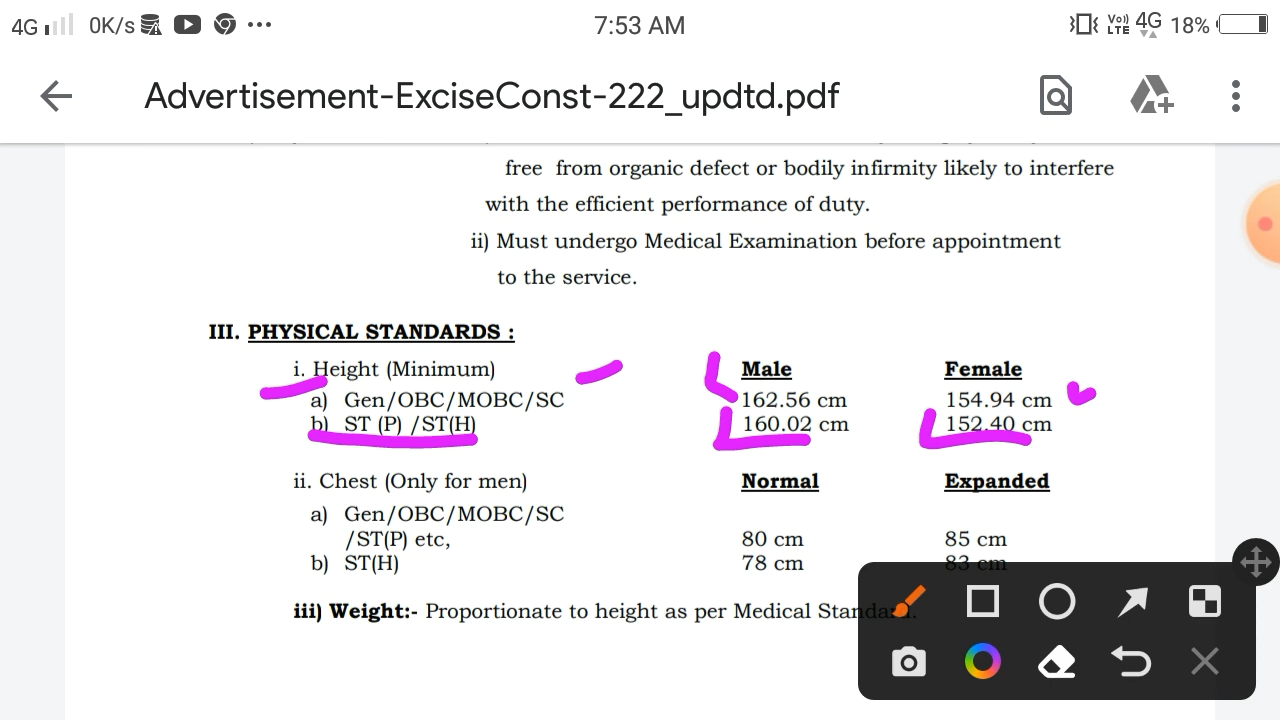 4G 0K/s 7:53 AM Vo)) LTE 4G 18%
Advertisement-ExciseConst-222_updtd.pdf
free from organic defect or bodily infirmity likely to interfere
with the efficient performance of duty.
ii) Must undergo Medical Examination before appointment
to the service.
III. PHYSICAL STANDARDS :
i. Height (Minimum) Male Female
a) Gen/OBC/MOBC/SC 162.56 cm 154.94 cm
b) ST (P) /ST(H) 160.02 cm 152.40 cm
ii. Chest (Only for men) Normal Expanded
a) Gen/OBC/MOBC/SC
/ST(P) etc, 80 cm 85 cm
b) ST(H) 78 cm 83 cm
iii) Weight:- Proportionate to height as per Medical Standard.